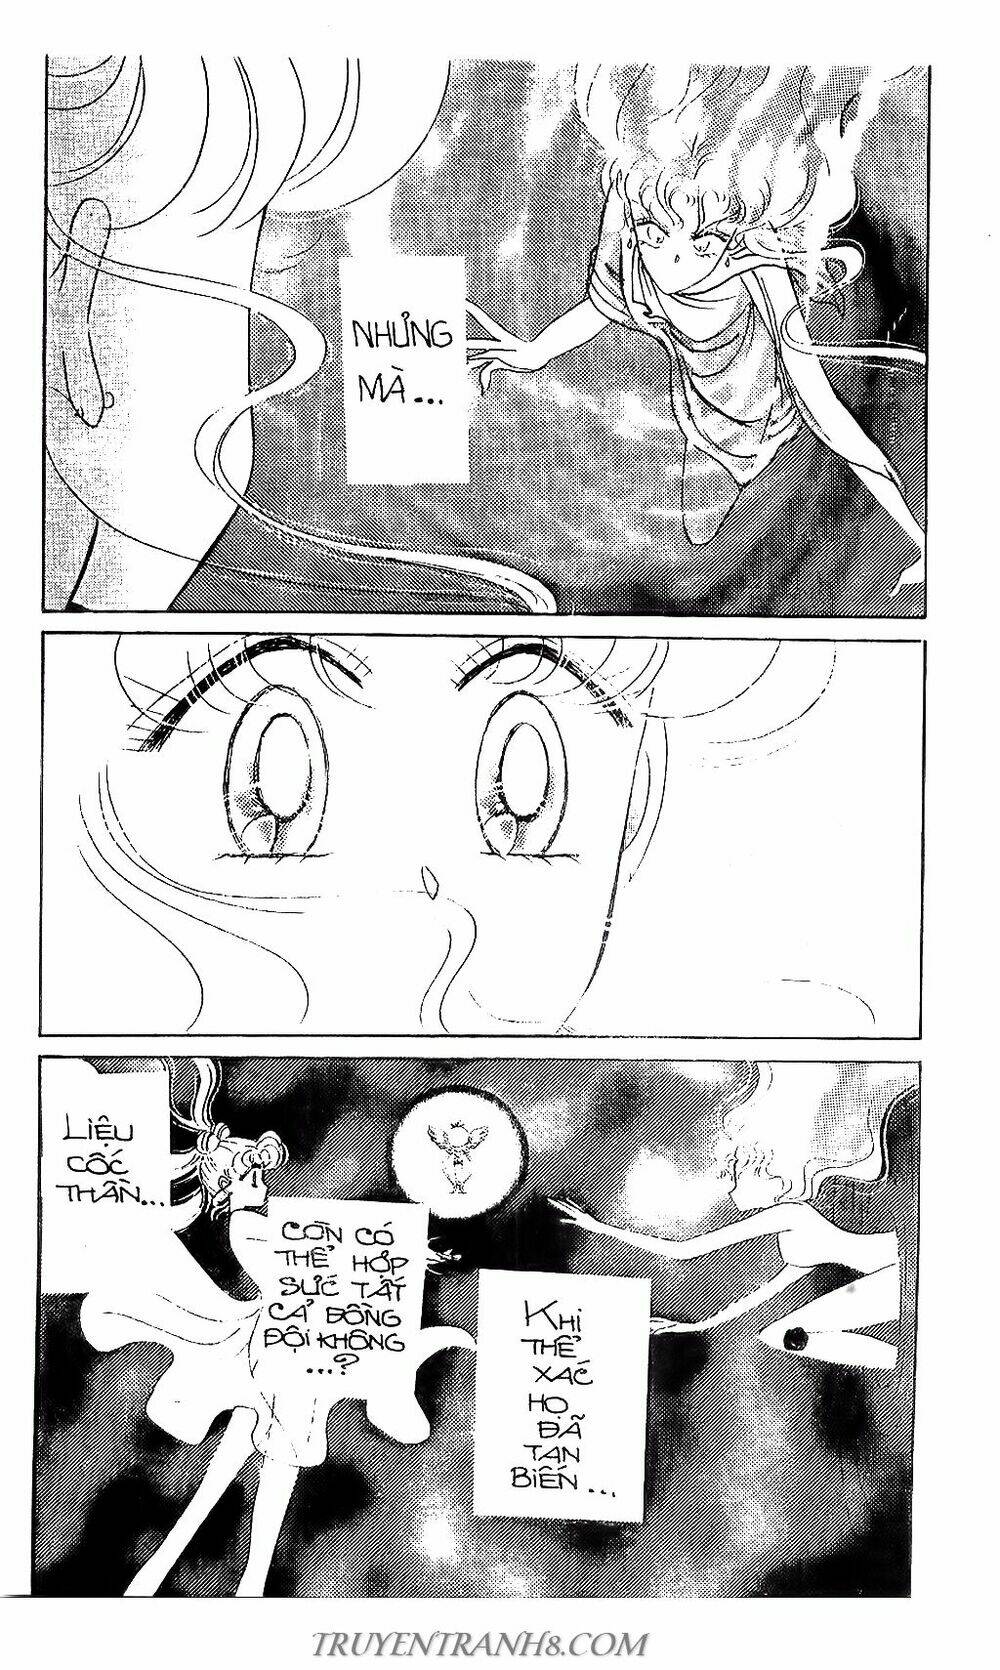 NHƯNG
MÀ...
LIỆU
CỐC
THẦN...
CÒN CÓ
THỂ HỢP
SỨC TẤT
CẢ ĐỒNG
ĐỘI KHÔNG
...?
KHI
THỂ
XÁC
HỌ
ĐÃ
TAN
BIẾN...
TRUYENTRANH8.COM